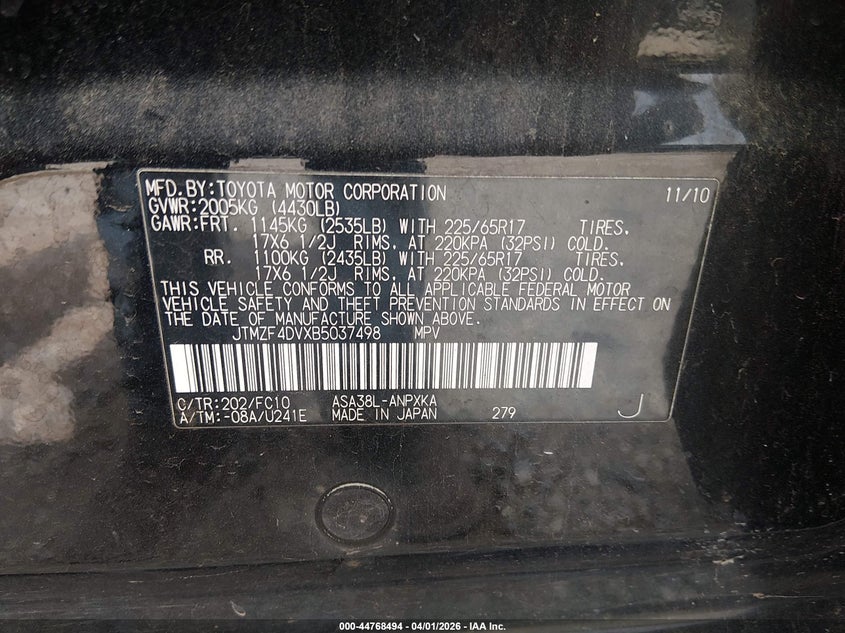 MFD.BY:TOYOTA MOTOR CORPORATION 11/10
GVWR:2005KG (4430LB)
GAWR:FRT. 1145KG (2535LB) WITH 225/65R17 TIRES,
17X6 1/2J RIMS, AT 220KPA (32PSI) COLD.
RR. 1100KG (2435LB) WITH 225/65R17 TIRES,
17X6 1/2J RIMS, AT 220KPA (32PSI) COLD.
THIS VEHICLE CONFORMS TO ALL APPLICABLE FEDERAL MOTOR
VEHICLE SAFETY AND THEFT PREVENTION STANDARDS IN EFFECT ON
THE DATE OF MANUFACTURE SHOWN ABOVE.
JTMZF4DVXB5037498 MPV
C/TR:202/FC10 ASA38L-ANPXKA
A/TM:-08A/U241E MADE IN JAPAN 279 J
000-44768494 - 04/01/2026 - IAA Inc.